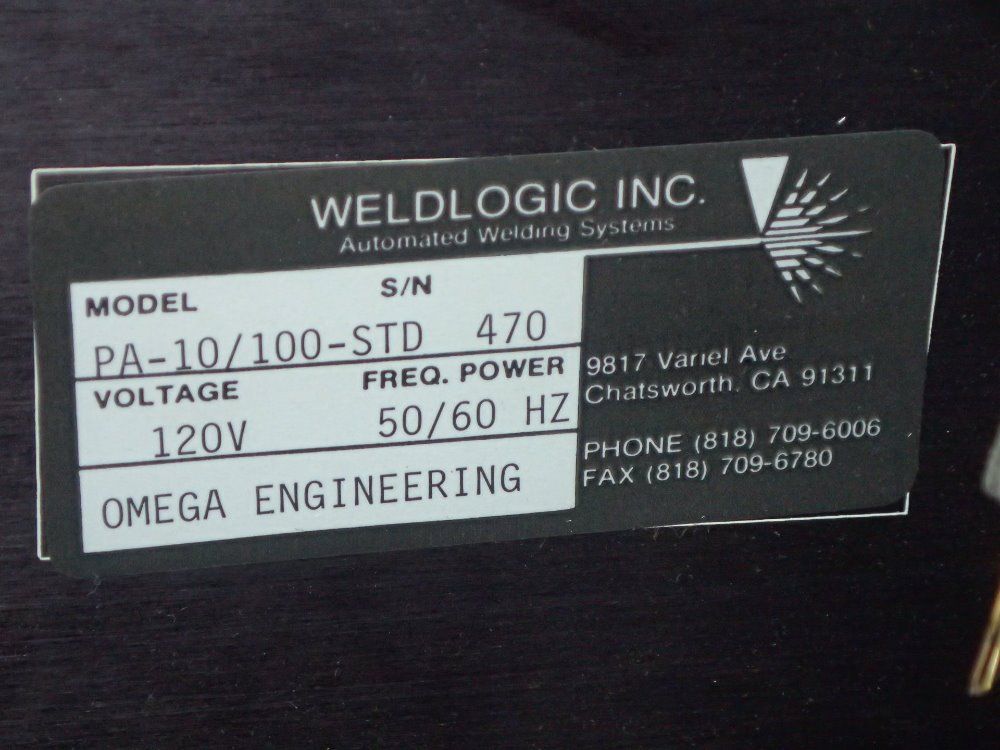 WELDLOGIC INC.
Automated Welding Systems
MODEL S/N
PA-10/100-STD 470
VOLTAGE FREQ. POWER
120V 50/60 HZ
OMEGA ENGINEERING
9817 Variel Ave
Chatsworth, CA 91311
PHONE (818) 709-6006
FAX (818) 709-6780